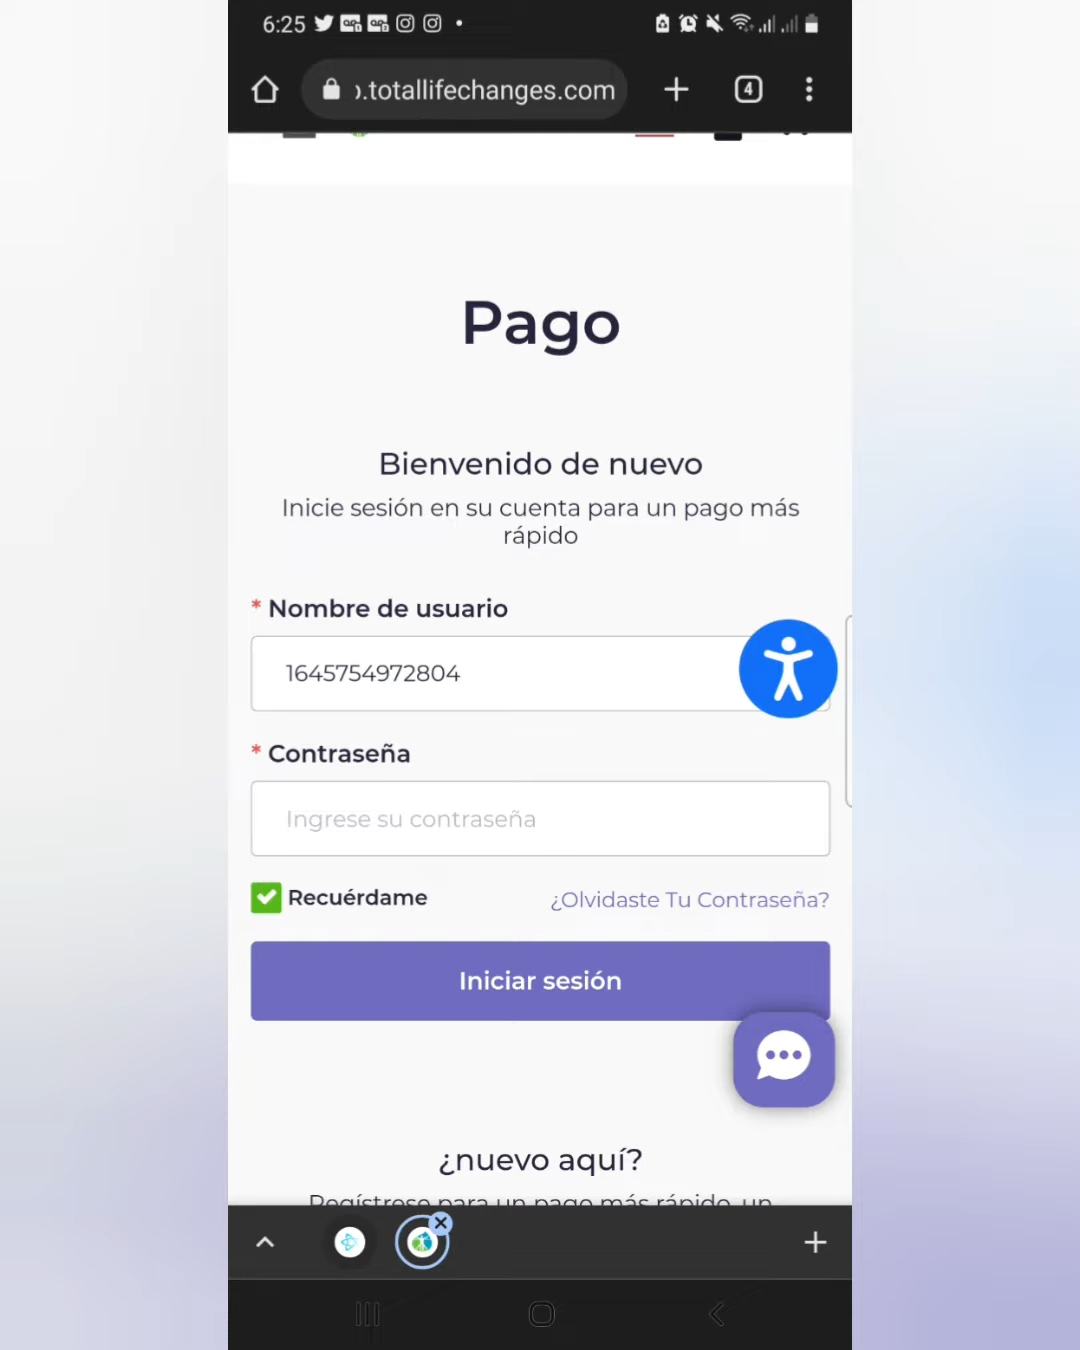 6:25
.totallifechanges.com
4
Pago
Bienvenido de nuevo
Inicie sesión en su cuenta para un pago más
rápido
* Nombre de usuario
1645754972804
* Contraseña
Ingrese su contraseña
Recuérdame
¿Olvidaste Tu Contraseña?
Iniciar sesión
¿nuevo aquí?
Regístrese para un pago más rápido, un